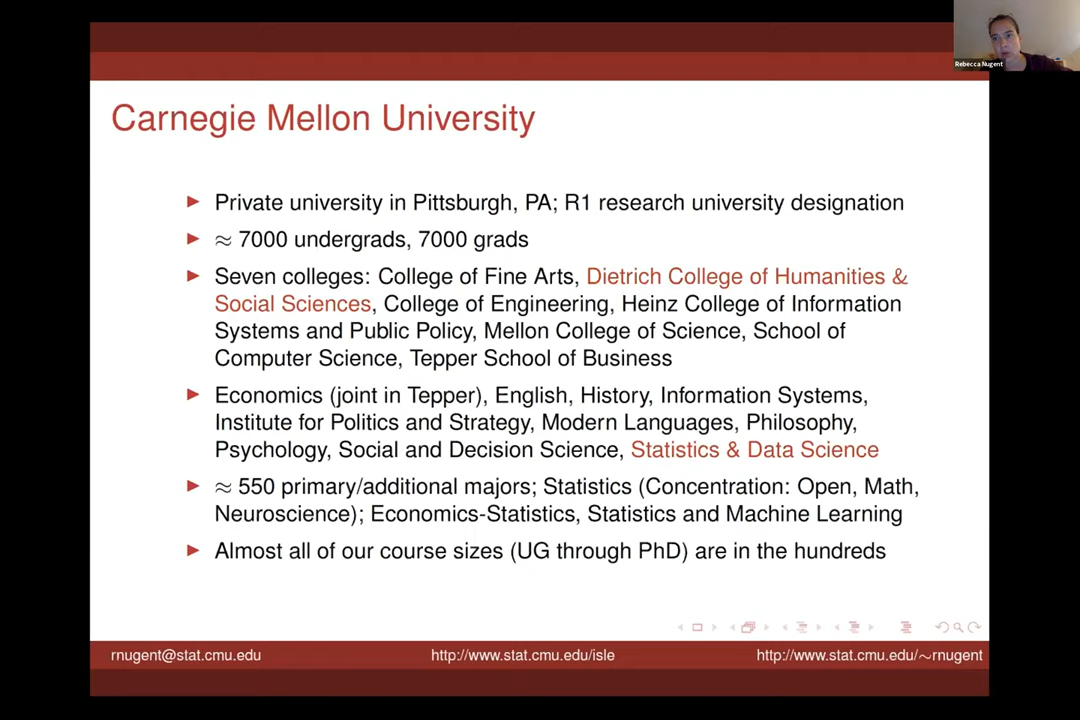 Rebecca Nugent
Carnegie Mellon University
Private university in Pittsburgh, PA; R1 research university designation
≈ 7000 undergrads, 7000 grads
Seven colleges: College of Fine Arts, Dietrich College of Humanities &
Social Sciences, College of Engineering, Heinz College of Information
Systems and Public Policy, Mellon College of Science, School of
Computer Science, Tepper School of Business
Economics (joint in Tepper), English, History, Information Systems,
Institute for Politics and Strategy, Modern Languages, Philosophy,
Psychology, Social and Decision Science, Statistics & Data Science
≈ 550 primary/additional majors; Statistics (Concentration: Open, Math,
Neuroscience); Economics-Statistics, Statistics and Machine Learning
Almost all of our course sizes (UG through PhD) are in the hundreds
rnugent@stat.cmu.edu http://www.stat.cmu.edu/isle http://www.stat.cmu.edu/~rnugent